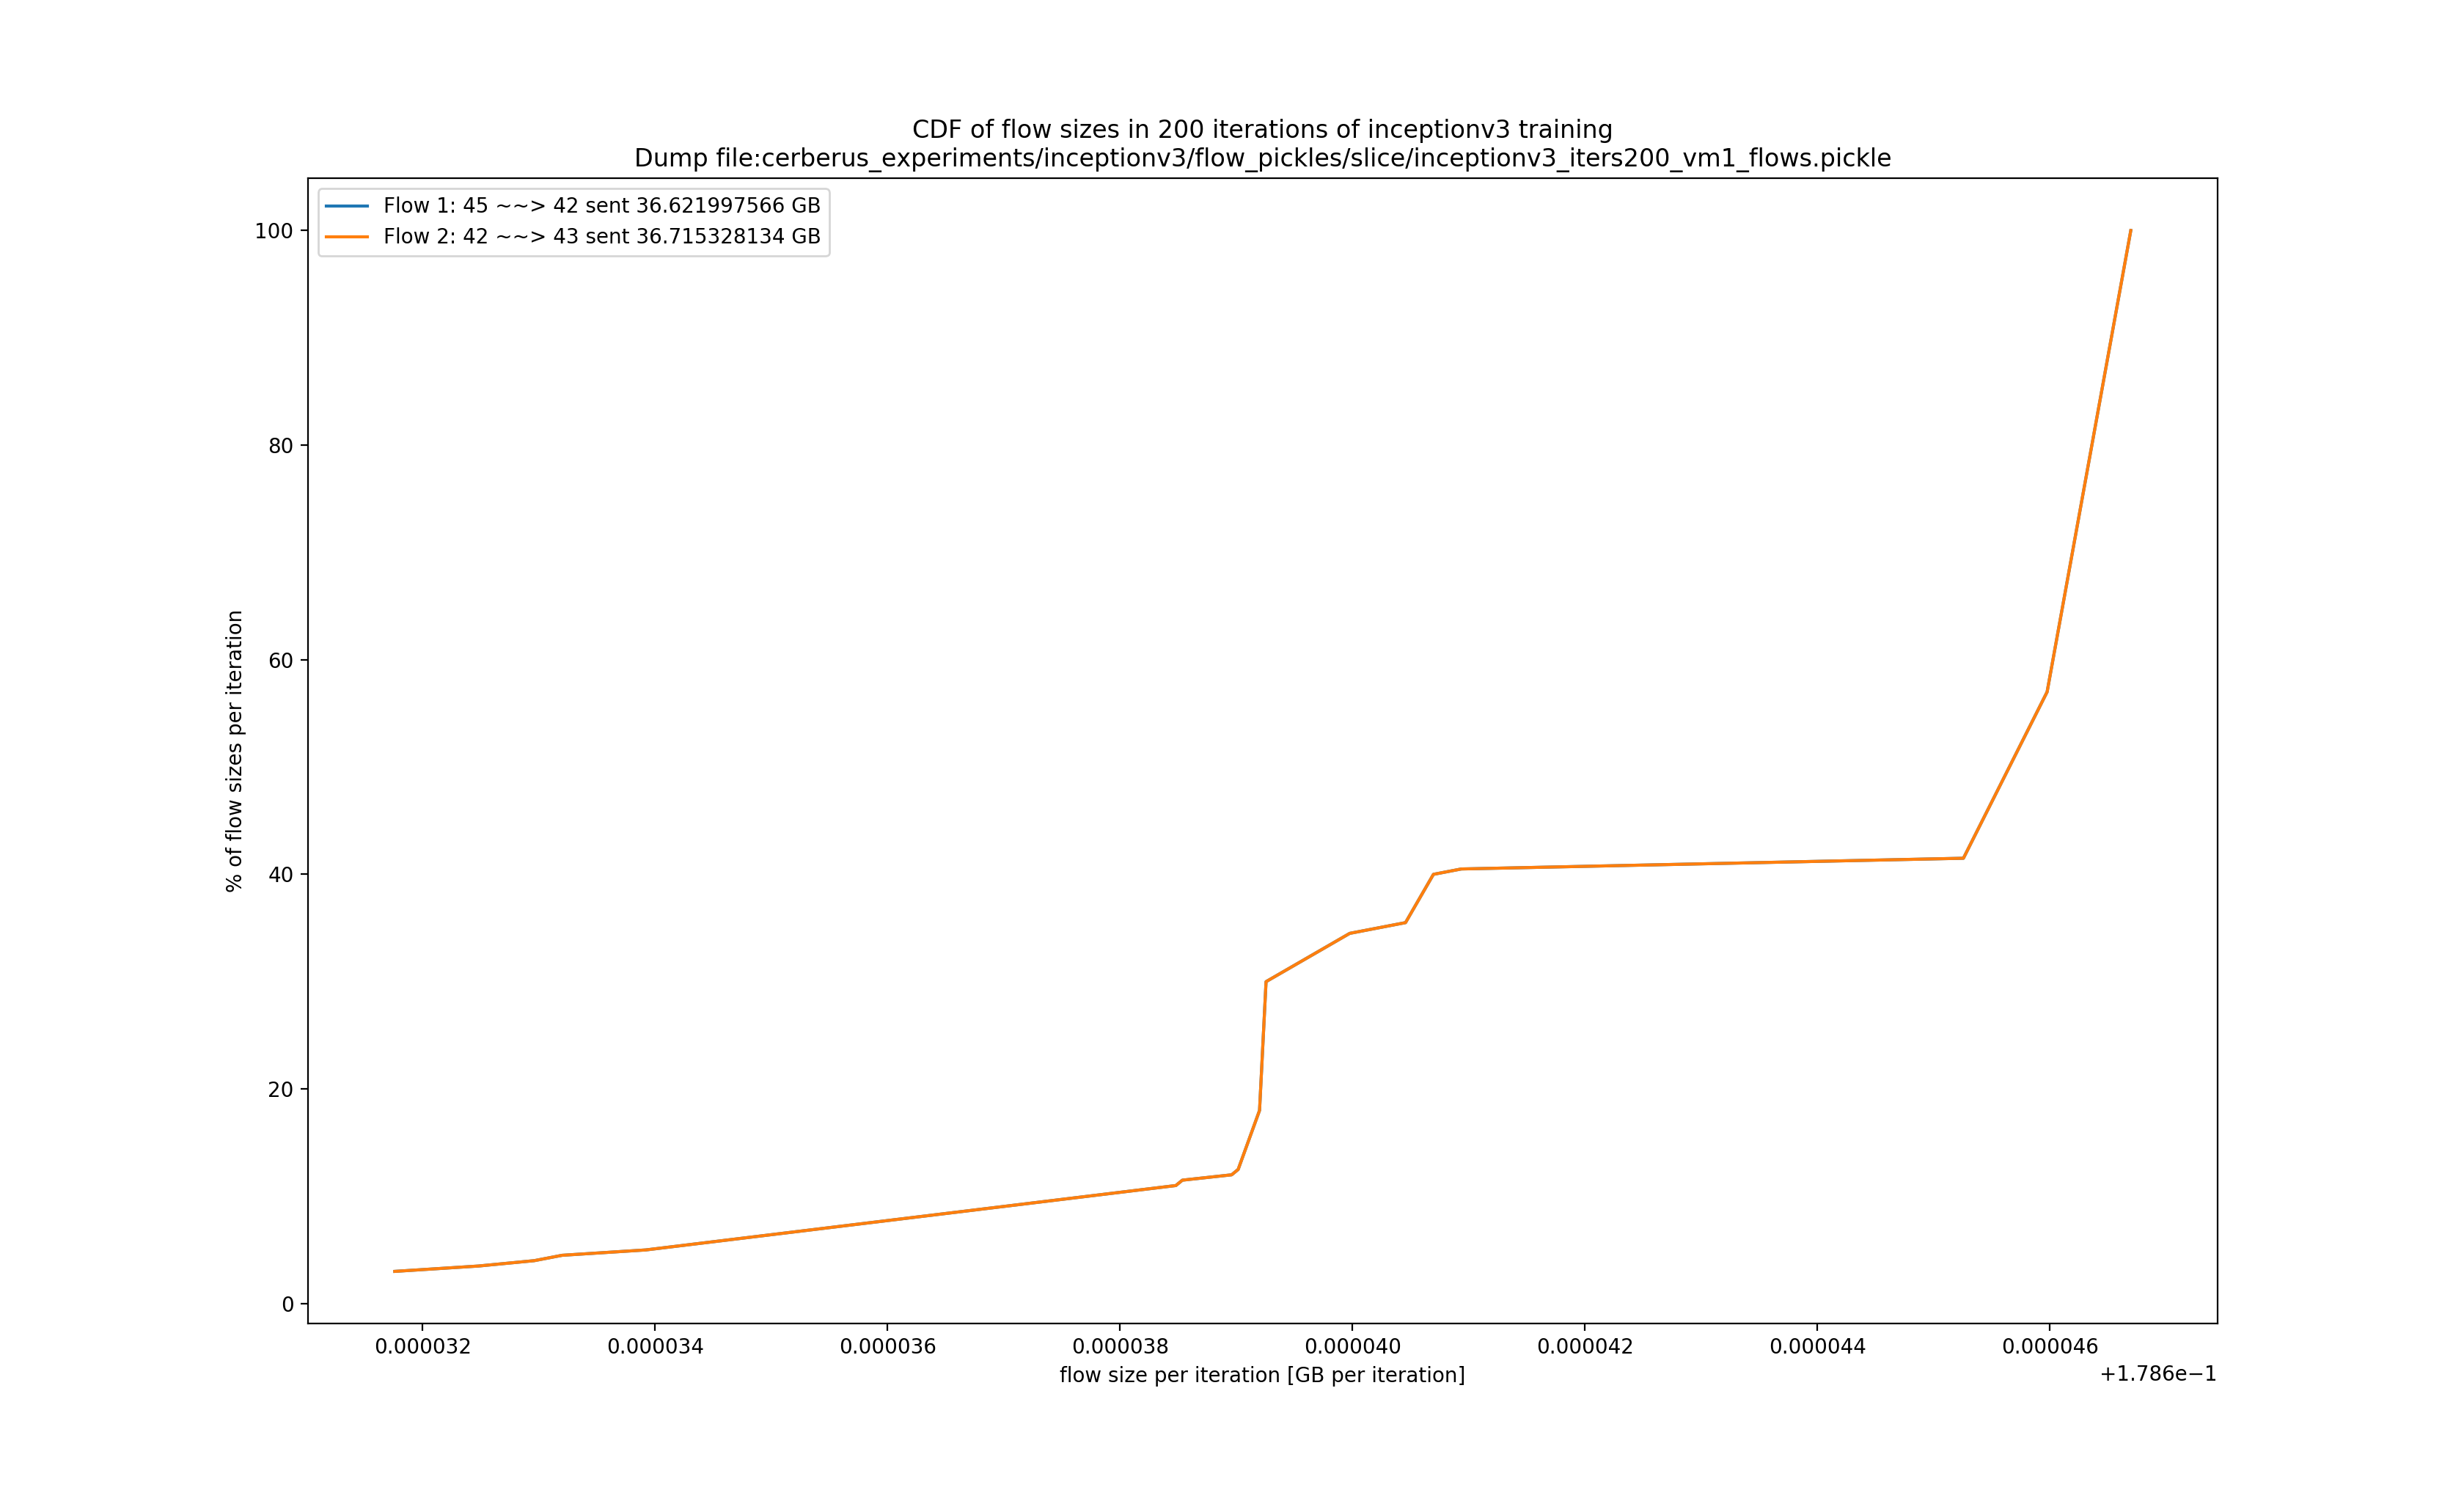 CDF of flow sizes in 200 iterations of inceptionv3 training
Dump file:cerberus_experiments/inceptionv3/flow_pickles/slice/inceptionv3_iters200_vm1_flows.pickle
Flow 1: 45 ~~> 42 sent 36.621997566 GB
Flow 2: 42 ~~> 43 sent 36.715328134 GB
100
80
60
40
20
0
% of flow sizes per iteration
0.000032 0.000034 0.000036 0.000038 0.000040 0.000042 0.000044 0.000046
flow size per iteration [GB per iteration]
+1.786e−1